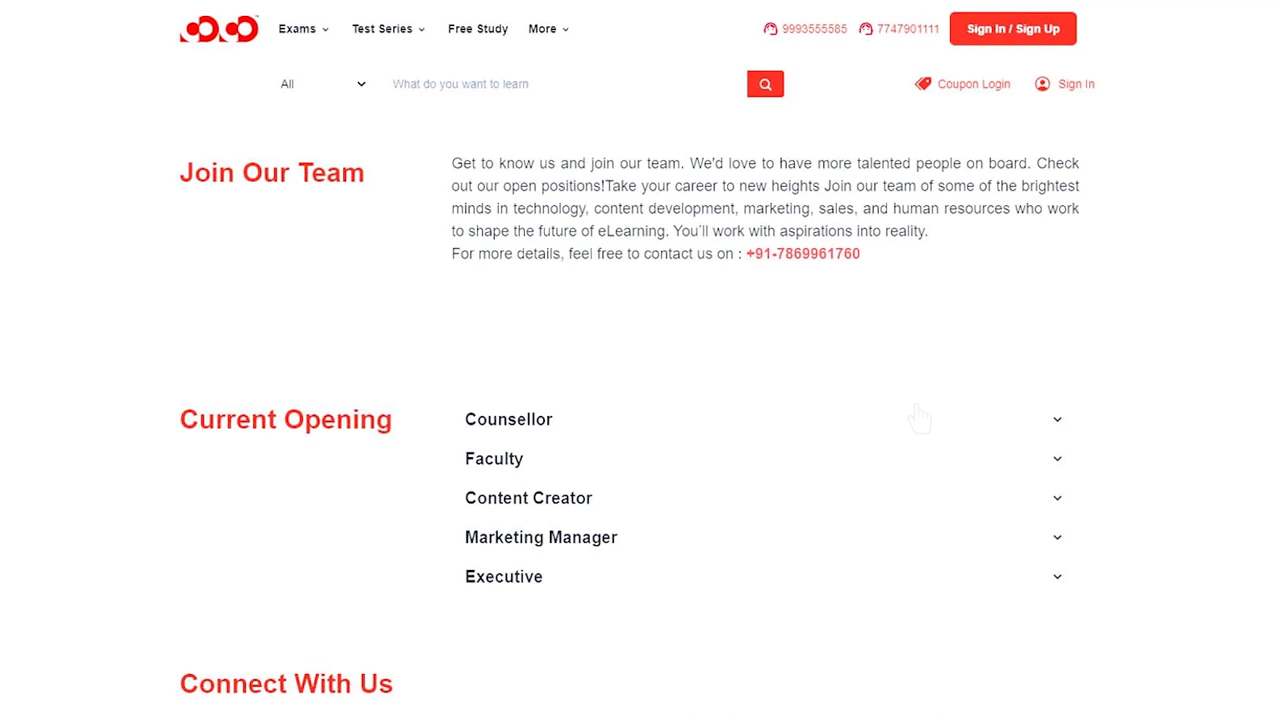 Exams Test Series Free Study More 9993555585 7747901111 Sign In / Sign Up
All What do you want to learn Coupon Login Sign In
Join Our Team
Get to know us and join our team. We'd love to have more talented people on board. Check
out our open positions!Take your career to new heights Join our team of some of the brightest
minds in technology, content development, marketing, sales, and human resources who work
to shape the future of eLearning. You'll work with aspirations into reality.
For more details, feel free to contact us on : +91-7869961760
Current Opening
Counsellor
Faculty
Content Creator
Marketing Manager
Executive
Connect With Us